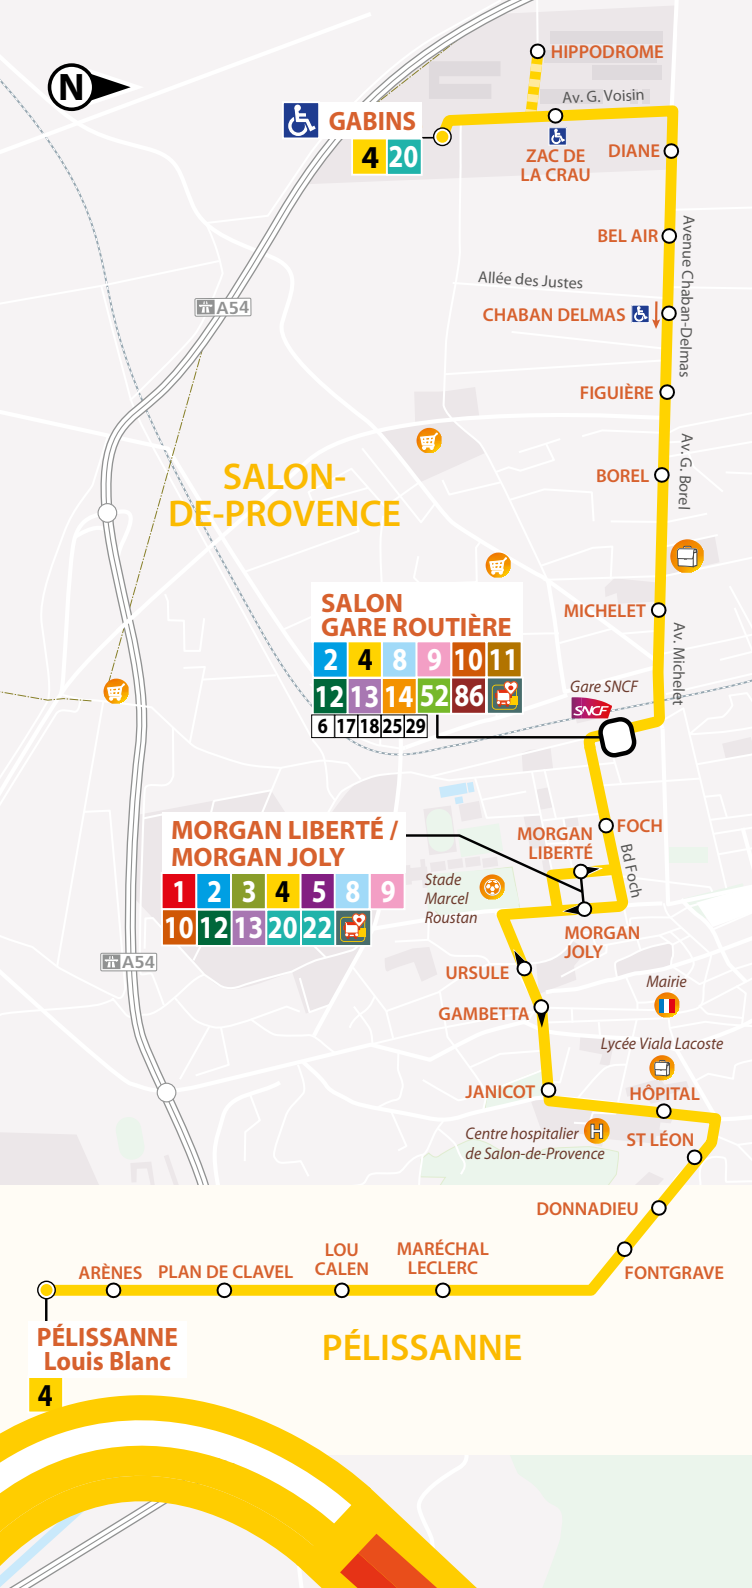 HIPPODROME
N
Av. G. Voisin
GABINS
4 20
ZAC DE
LA CRAU
DIANE
BEL AIR
Avenue Chaban-Delmas
Allée des Justes
A54
CHABAN DELMAS
FIGUIÈRE
SALON-
DE-PROVENCE
BOREL
Av. G. Borel
SALON
GARE ROUTIÈRE
2 4 8 9 10 11
12 13 14 52 86
6 17 18 25 29
MICHELET
Av. Michelet
Gare SNCF
SNCF
MORGAN LIBERTÉ /
MORGAN JOLY
1 2 3 4 5 8 9
10 12 13 20 22
FOCH
MORGAN
LIBERTÉ
Bd Foch
Stade
Marcel
Roustan
MORGAN
JOLY
A54
URSULE
Mairie
GAMBETTA
Lycée Viala Lacoste
JANICOT
HÔPITAL
Centre hospitalier
de Salon-de-Provence
H
ST LÉON
DONNADIEU
FONTGRAVE
MARÉCHAL
LECLERC
LOU
CALEN
PLAN DE CLAVEL
ARÈNES
PÉLISSANNE
Louis Blanc
4
PÉLISSANNE